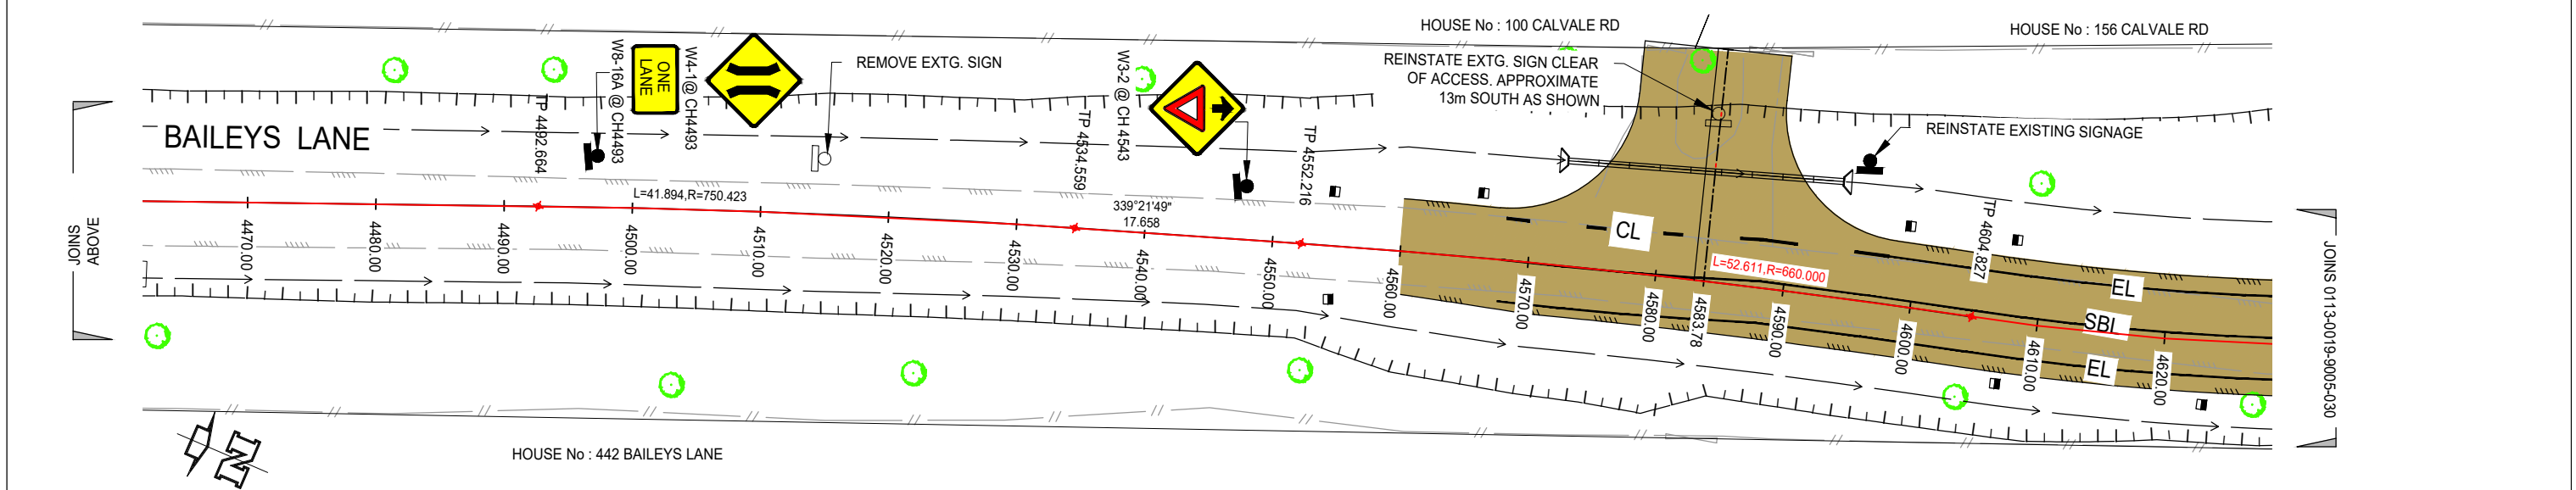 HOUSE No : 100 CALVALE RD
HOUSE No : 156 CALVALE RD
W8-16A @ CH4493
ONE
LANE
W4-1@ CH4493
REMOVE EXTG. SIGN
W3-2 @ CH 4543
REINSTATE EXTG. SIGN CLEAR
OF ACCESS. APPROXIMATE
13m SOUTH AS SHOWN
REINSTATE EXISTING SIGNAGE
BAILEYS LANE
TP 4492.664
TP 4534.559
TP 4552.216
TP 4604.827
L=41.894,R=750.423
339°21'49"
17.658
L=52.611,R=660.000
CL
EL
SBL
EL
JOINS
ABOVE
4470.00
4480.00
4490.00
4500.00
4510.00
4520.00
4530.00
4540.00
4550.00
4560.00
4570.00
4580.00
4583.78
4590.00
4600.00
4610.00
4620.00
JOINS 0113-0019-9005-030
N
HOUSE No : 442 BAILEYS LANE